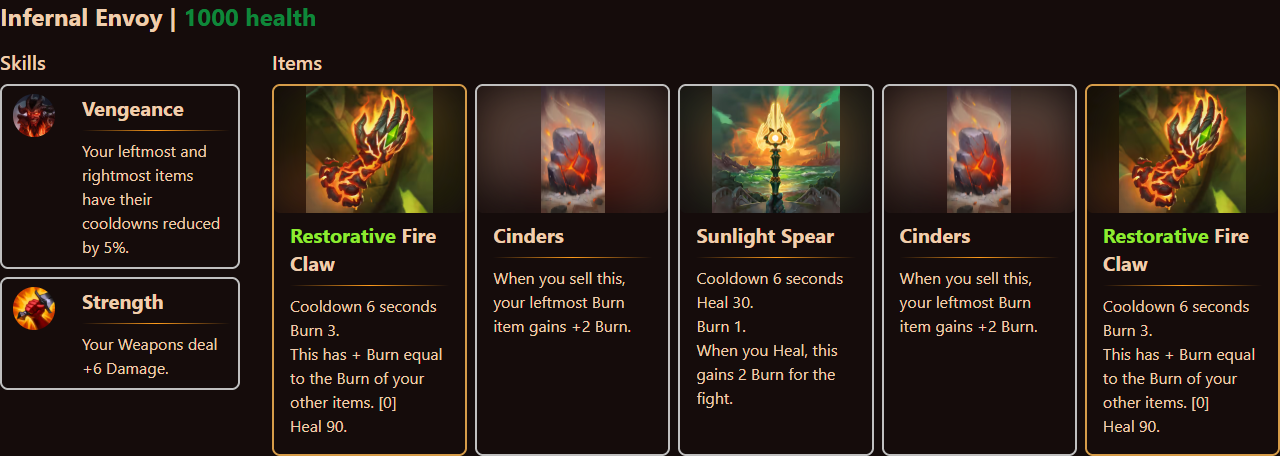 Infernal Envoy | 1000 health
Skills
Vengeance
Your leftmost and
rightmost items
have their
cooldowns reduced
by 5%.
Strength
Your Weapons deal
+6 Damage.
Items
Restorative Fire
Claw
Cooldown 6 seconds
Burn 3.
This has + Burn equal
to the Burn of your
other items. [0]
Heal 90.
Cinders
When you sell this,
your leftmost Burn
item gains +2 Burn.
Sunlight Spear
Cooldown 6 seconds
Heal 30.
Burn 1.
When you Heal, this
gains 2 Burn for the
fight.
Cinders
When you sell this,
your leftmost Burn
item gains +2 Burn.
Restorative Fire
Claw
Cooldown 6 seconds
Burn 3.
This has + Burn equal
to the Burn of your
other items. [0]
Heal 90.